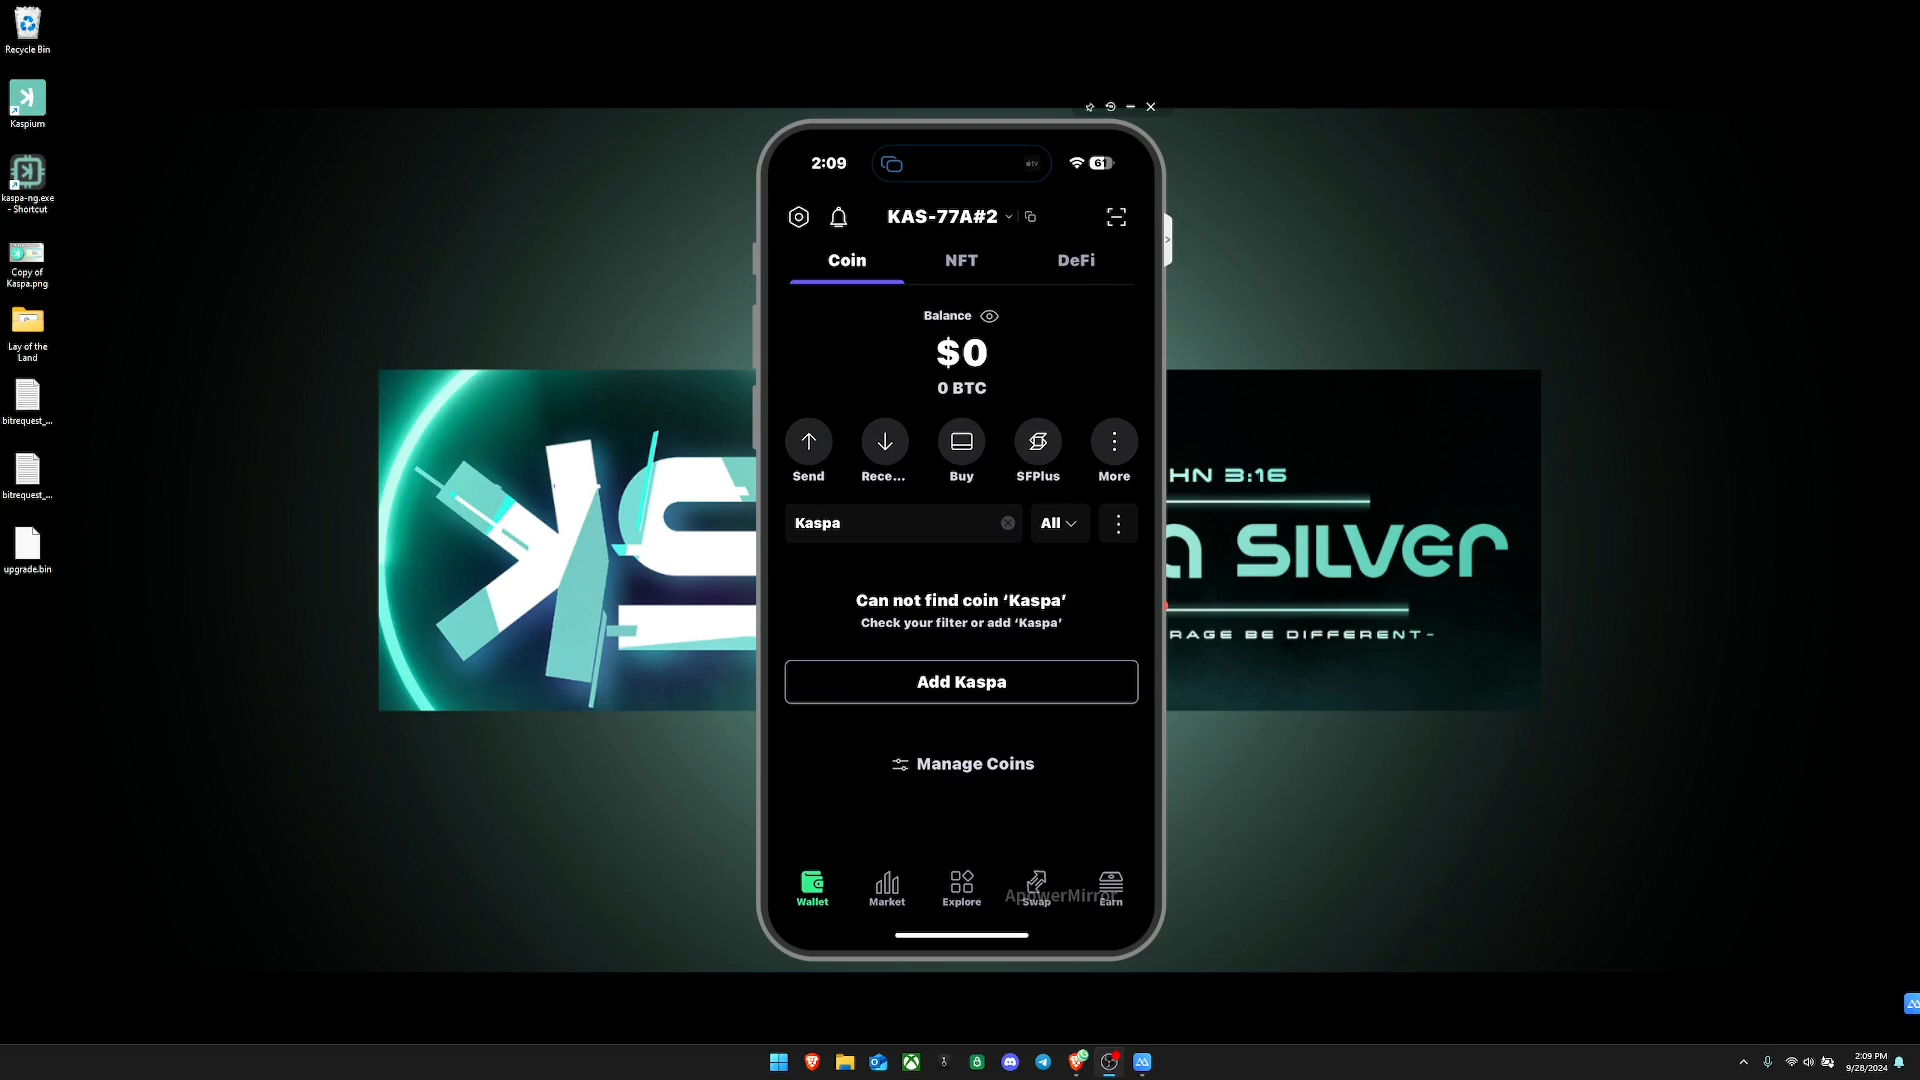 Recycle Bin
Kaspium
kaspa-ng.exe
- Shortcut
Copy of
Kaspa.png
Lay of the
Land
bitrequest_...
bitrequest_...
upgrade.bin
2:09
tv
61
KAS-77A#2
Coin
NFT
DeFi
Balance
$0
0 BTC
Send
Rece...
Buy
SFPlus
More
Kaspa
All
Can not find coin ‘Kaspa’
Check your filter or add ‘Kaspa’
Add Kaspa
Manage Coins
Wallet
Market
Explore
Swap
Earn
ApowerMirror
HN 3:16
a SILVER
RAGE BE DIFFERENT-
2:09 PM
9/28/2024